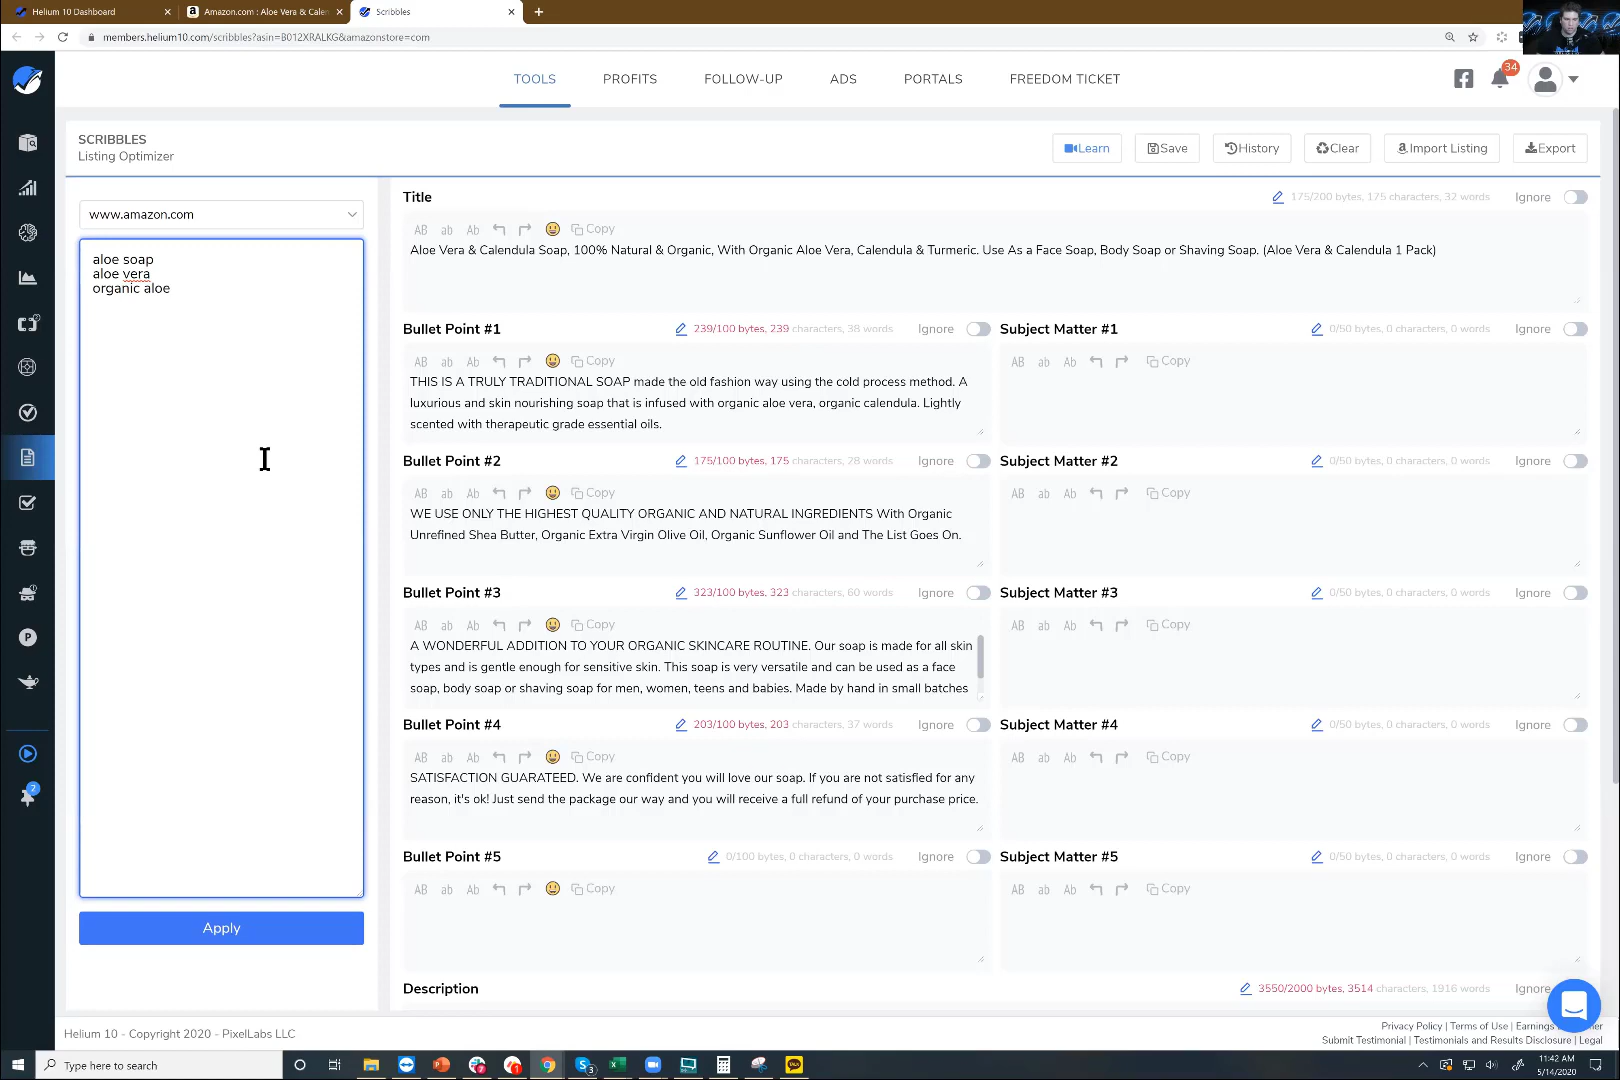 Helium 10 Dashboard
Amazon.com : Aloe Vera & Calen
Scribbles
members.helium10.com/scribbles?asin=B012XRALKG&amazonstore=com
TOOLS
PROFITS
FOLLOW-UP
ADS
PORTALS
FREEDOM TICKET
34
SCRIBBLES
Listing Optimizer
Learn
Save
History
Clear
Import Listing
Export
www.amazon.com
aloe soap
aloe vera
organic aloe
Apply
Title
175/200 bytes, 175 characters, 32 words
Ignore
AB ab Ab Copy
Aloe Vera & Calendula Soap, 100% Natural & Organic, With Organic Aloe Vera, Calendula & Turmeric. Use As a Face Soap, Body Soap or Shaving Soap. (Aloe Vera & Calendula 1 Pack)
Bullet Point #1
239/100 bytes, 239 characters, 38 words
Ignore
AB ab Ab Copy
THIS IS A TRULY TRADITIONAL SOAP made the old fashion way using the cold process method. A
luxurious and skin nourishing soap that is infused with organic aloe vera, organic calendula. Lightly
scented with therapeutic grade essential oils.
Subject Matter #1
0/50 bytes, 0 characters, 0 words
Ignore
AB ab Ab Copy
Bullet Point #2
175/100 bytes, 175 characters, 28 words
Ignore
AB ab Ab Copy
WE USE ONLY THE HIGHEST QUALITY ORGANIC AND NATURAL INGREDIENTS With Organic
Unrefined Shea Butter, Organic Extra Virgin Olive Oil, Organic Sunflower Oil and The List Goes On.
Subject Matter #2
0/50 bytes, 0 characters, 0 words
Ignore
AB ab Ab Copy
Bullet Point #3
323/100 bytes, 323 characters, 60 words
Ignore
AB ab Ab Copy
A WONDERFUL ADDITION TO YOUR ORGANIC SKINCARE ROUTINE. Our soap is made for all skin
types and is gentle enough for sensitive skin. This soap is very versatile and can be used as a face
soap, body soap or shaving soap for men, women, teens and babies. Made by hand in small batches
Subject Matter #3
0/50 bytes, 0 characters, 0 words
Ignore
AB ab Ab Copy
Bullet Point #4
203/100 bytes, 203 characters, 37 words
Ignore
AB ab Ab Copy
SATISFACTION GUARATEED. We are confident you will love our soap. If you are not satisfied for any
reason, it's ok! Just send the package our way and you will receive a full refund of your purchase price.
Subject Matter #4
0/50 bytes, 0 characters, 0 words
Ignore
AB ab Ab Copy
Bullet Point #5
0/100 bytes, 0 characters, 0 words
Ignore
AB ab Ab Copy
Subject Matter #5
0/50 bytes, 0 characters, 0 words
Ignore
AB ab Ab Copy
Description
3550/2000 bytes, 3514 characters, 1916 words
Ignore
2
P
Helium 10 - Copyright 2020 - PixelLabs LLC
Privacy Policy | Terms of Use | Earnings
Submit Testimonial | Testimonials and Results Disclosure | Legal
Type here to search
11:42 AM
5/14/2020